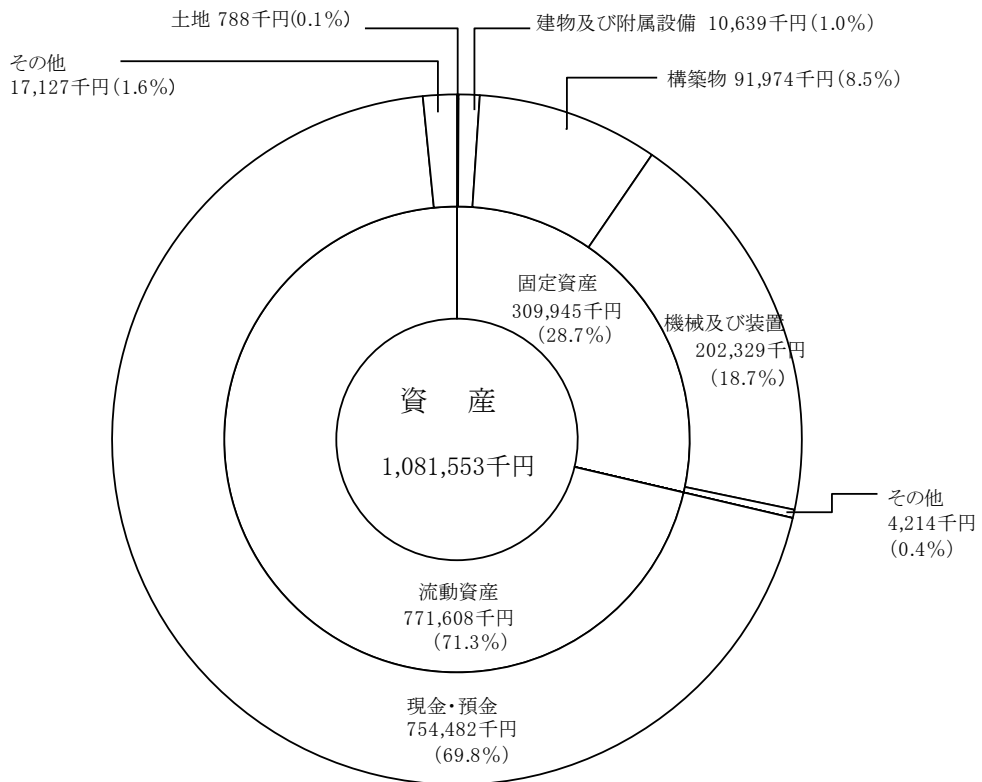 土地 788千円(0.1%)
建物及び附属設備 10,639千円(1.0%)
その他
17,127千円(1.6%)
構築物 91,974千円(8.5%)
固定資産
309,945千円
(28.7%)
機械及び装置
202,329千円
(18.7%)
資 産
1,081,553千円
その他
4,214千円
(0.4%)
流動資産
771,608千円
(71.3%)
現金・預金
754,482千円
(69.8%)